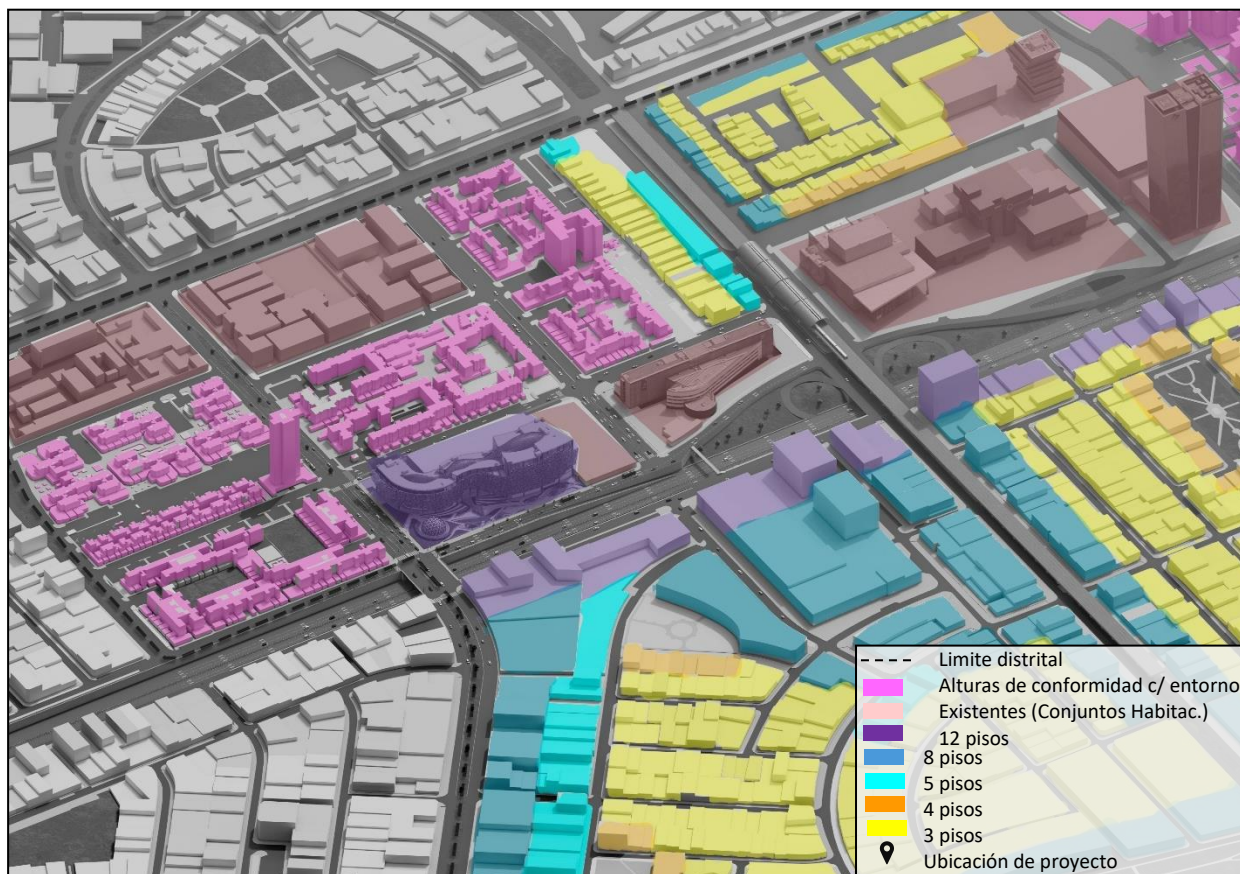 Limite distrital
Alturas de conformidad c/ entorno
Existentes (Conjuntos Habitac.)
12 pisos
8 pisos
5 pisos
4 pisos
3 pisos
Ubicación de proyecto